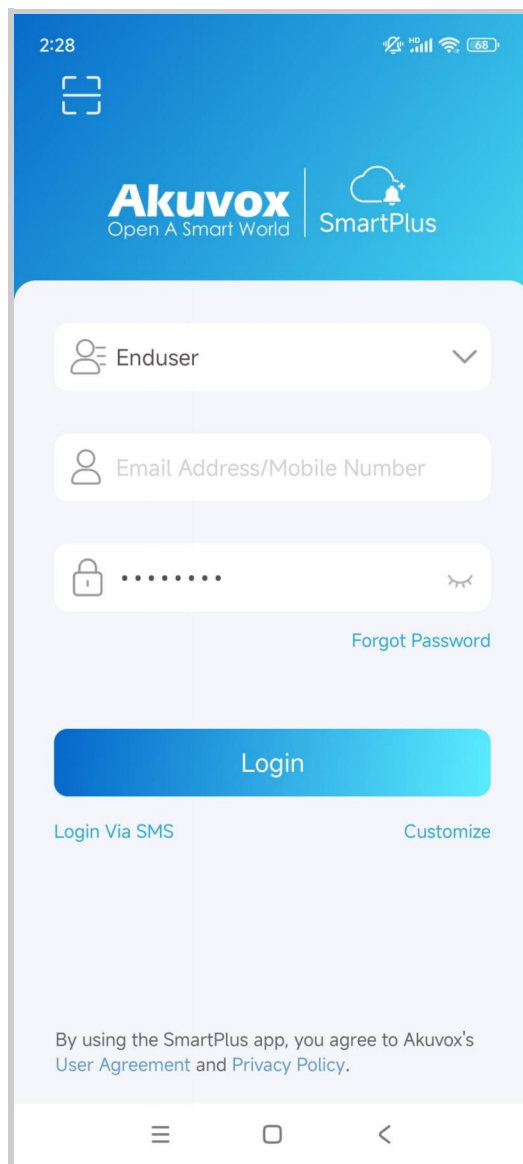 2:28
HD
68
Akuvox
Open A Smart World
SmartPlus
Enduser
Email Address/Mobile Number
Forgot Password
Login
Login Via SMS
Customize
By using the SmartPlus app, you agree to Akuvox's
User Agreement and Privacy Policy.